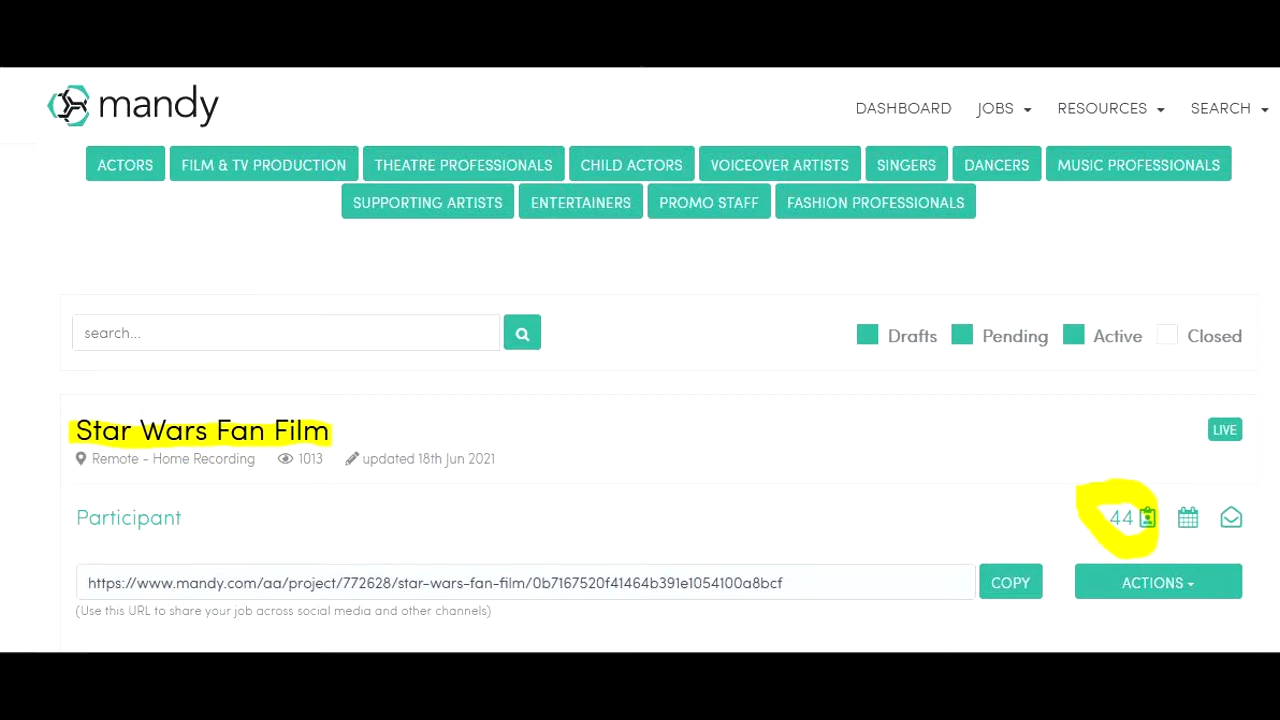 mandy
DASHBOARD JOBS RESOURCES SEARCH
ACTORS FILM & TV PRODUCTION THEATRE PROFESSIONALS CHILD ACTORS VOICEOVER ARTISTS SINGERS DANCERS MUSIC PROFESSIONALS
SUPPORTING ARTISTS ENTERTAINERS PROMO STAFF FASHION PROFESSIONALS
search... Drafts Pending Active Closed
Star Wars Fan Film LIVE
Remote - Home Recording 1013 updated 18th Jun 2021
Participant 44
https://www.mandy.com/aa/project/772628/star-wars-fan-film/0b7167520f41464b391e1054100a8bcf COPY ACTIONS
(Use this URL to share your job across social media and other channels)